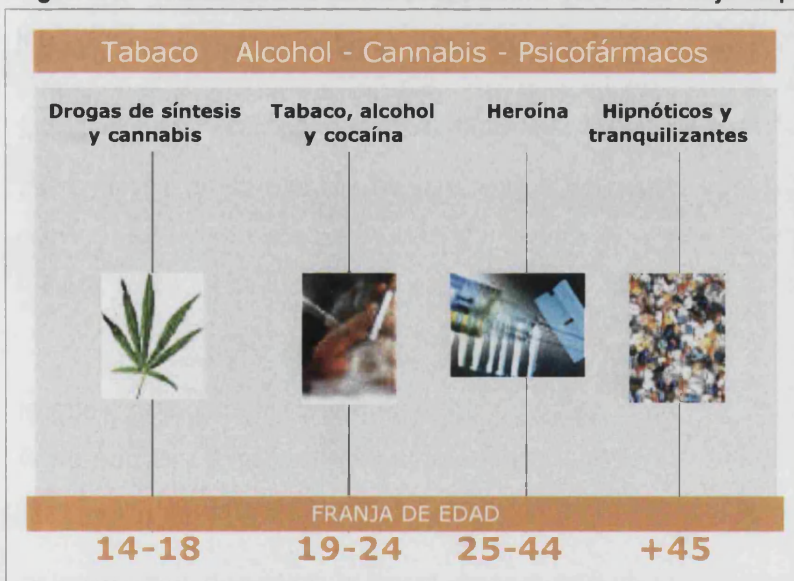 Tabaco Alcohol - Cannabis - Psicofármacos
Drogas de síntesis
y cannabis
Tabaco, alcohol
y cocaína
Heroína
Hipnóticos y
tranquilizantes
FRANJA DE EDAD
14-18 19-24 25-44 +45